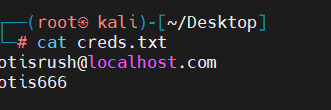 ┌──(root㉿ kali)-[~/Desktop]
└─# cat creds.txt
otisrush@localhost.com
otis666